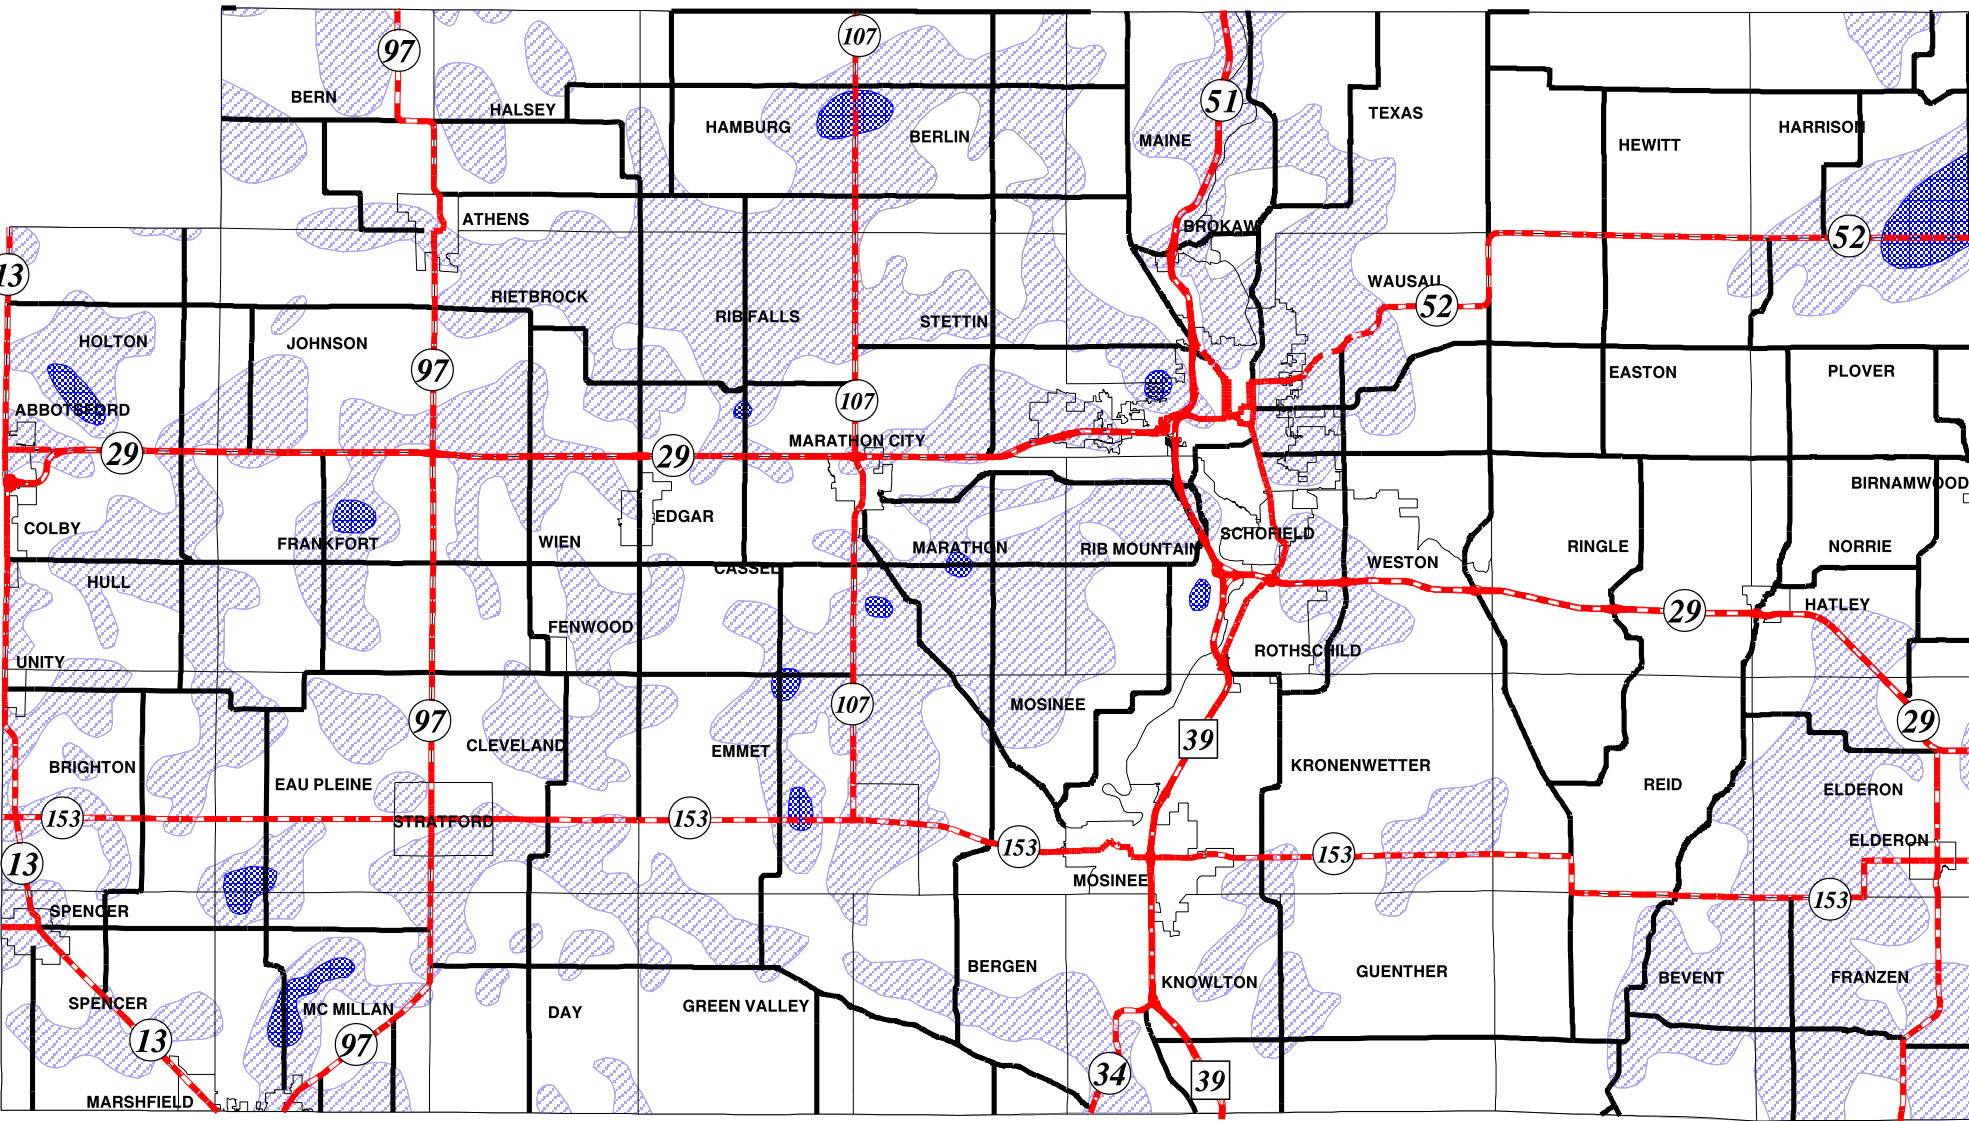 97
107
51
BERN
HALSEY
HAMBURG
BERLIN
MAINE
TEXAS
HEWITT
HARRISON
ATHENS
BROKAW
52
13
RIETBROCK
RIB FALLS
STETTIN
WAUSAU
52
HOLTON
JOHNSON
97
EASTON
PLOVER
ABBOTSFORD
107
29
29
MARATHON CITY
BIRNAMWOOD
COLBY
FRANKFORT
WIEN
EDGAR
MARATHON
RIB MOUNTAIN
SCHOFIELD
WESTON
RINGLE
NORRIE
HULL
CASSEL
FENWOOD
29
HATLEY
UNITY
ROTHSCHILD
97
107
MOSINEE
39
29
BRIGHTON
EAU PLEINE
CLEVELAND
EMMET
KRONENWETTER
REID
ELDERON
153
STRATFORD
153
153
153
ELDERON
13
MOSINEE
153
SPENCER
BERGEN
KNOWLTON
GUENTHER
BEVENT
FRANZEN
SPENCER
MC MILLAN
DAY
GREEN VALLEY
13
97
34
39
MARSHFIELD